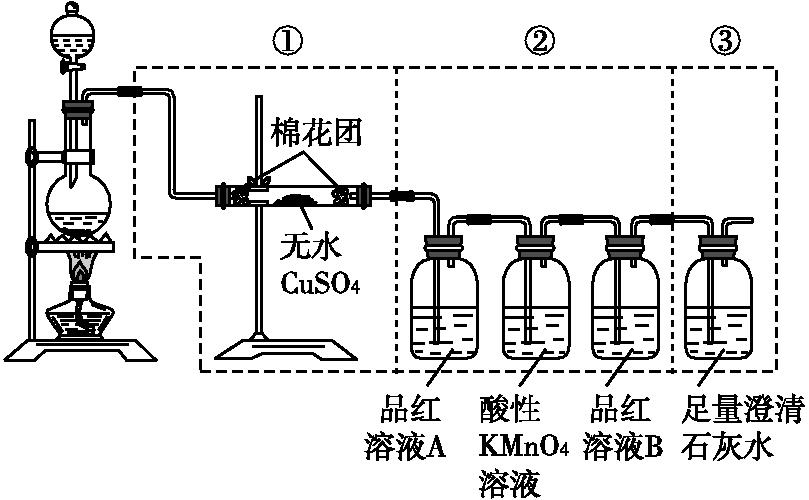 ① ② ③
棉花团
无水
CuSO₄
品红
溶液A
酸性
KMnO₄
溶液
品红
溶液B
足量澄清
石灰水